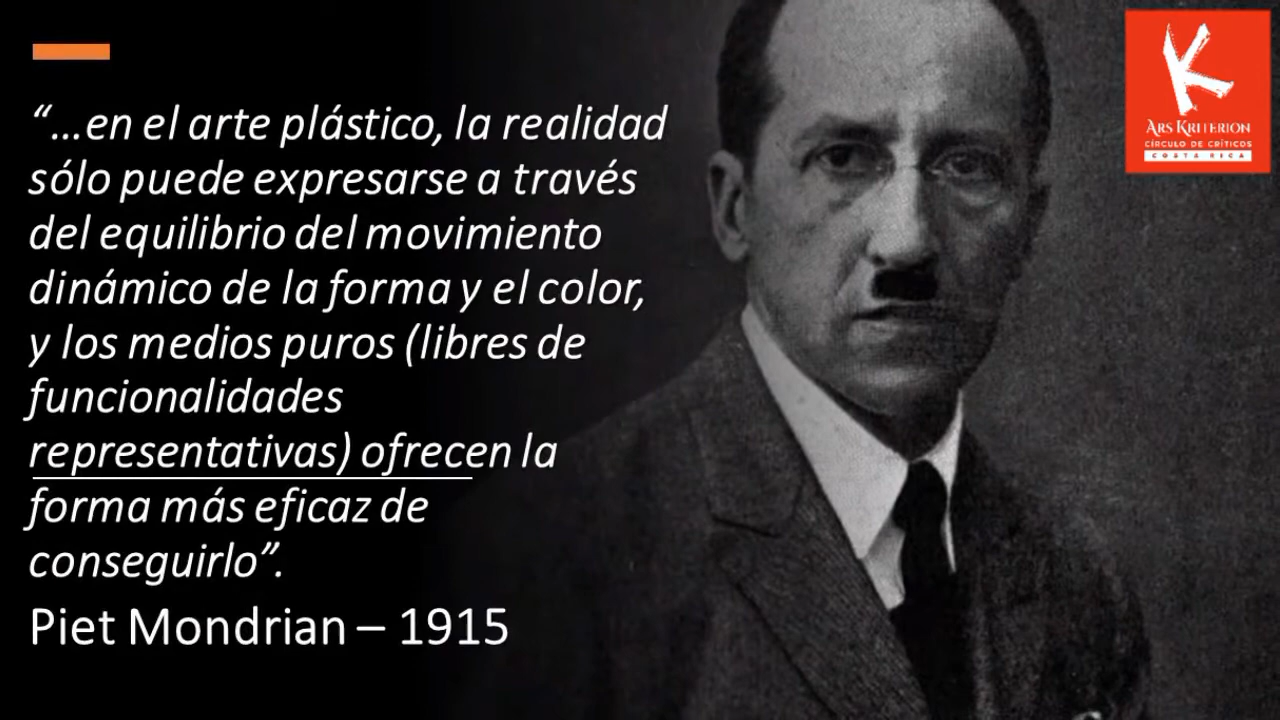 “...en el arte plástico, la realidad
sólo puede expresarse a través
del equilibrio del movimiento
dinámico de la forma y el color,
y los medios puros (libres de
funcionalidades
representativas) ofrecen la
forma más eficaz de
conseguirlo”.
Piet Mondrian – 1915
K
ARS KRITERION
CÍRCULO DE CRÍTICOS
COSTA RICA